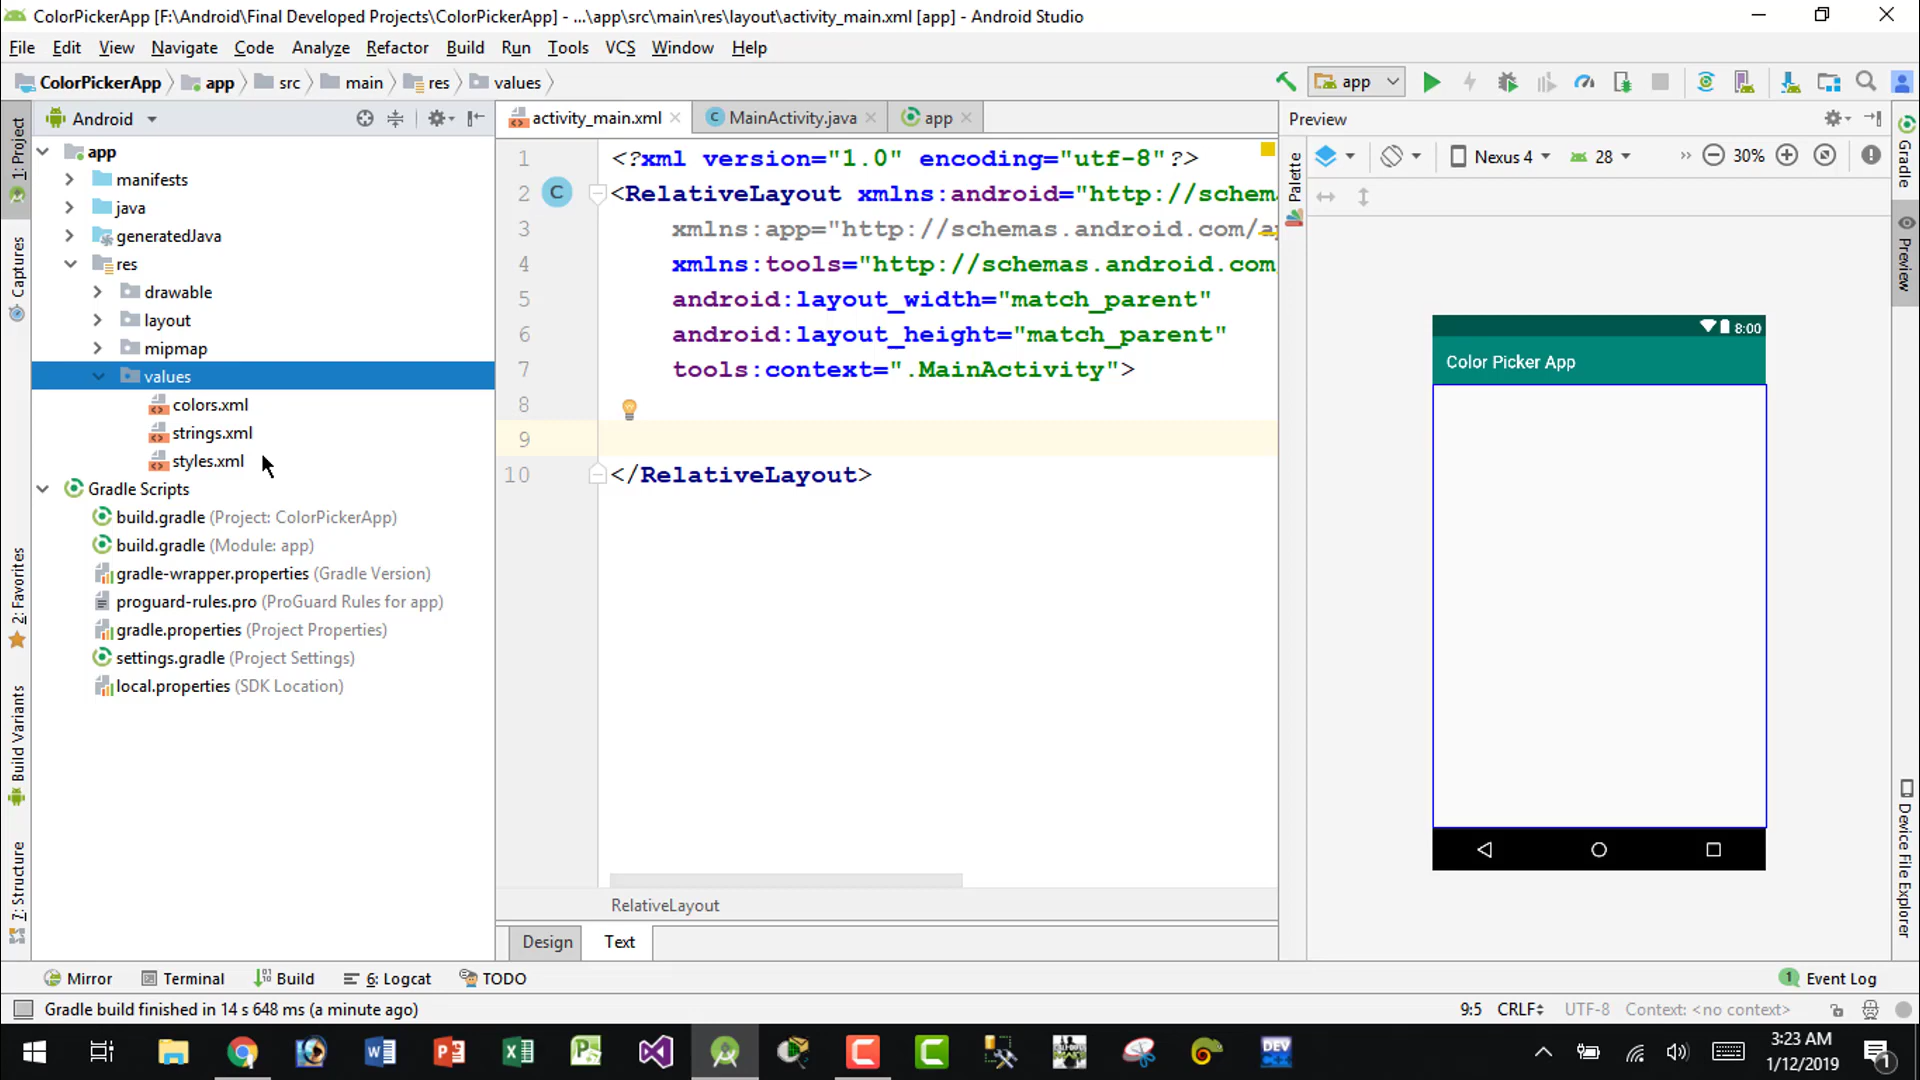 ColorPickerApp [F:\Android\Final Developed Projects\ColorPickerApp] - ...\app\src\main\res\layout\activity_main.xml [app] - Android Studio
File Edit View Navigate Code Analyze Refactor Build Run Tools VCS Window Help
ColorPickerApp app src main res values
app
Android
activity_main.xml MainActivity.java app
Preview
1: Project
Captures
2: Favorites
Build Variants
7: Structure
app
manifests
java
generatedJava
res
drawable
layout
mipmap
values
colors.xml
strings.xml
styles.xml
Gradle Scripts
build.gradle (Project: ColorPickerApp)
build.gradle (Module: app)
gradle-wrapper.properties (Gradle Version)
proguard-rules.pro (ProGuard Rules for app)
gradle.properties (Project Properties)
settings.gradle (Project Settings)
local.properties (SDK Location)
1 <?xml version="1.0" encoding="utf-8"?>
2 C <RelativeLayout xmlns:android="http://schema
3 xmlns:app="http://schemas.android.com/a
4 xmlns:tools="http://schemas.android.com
5 android:layout_width="match_parent"
6 android:layout_height="match_parent"
7 tools:context=".MainActivity">
8
9
10 </RelativeLayout>
RelativeLayout
Design Text
Palette
Nexus 4 28 » 30%
8:00
Color Picker App
Gradle
Preview
Device File Explorer
Mirror Terminal Build 6: Logcat TODO
1 Event Log
Gradle build finished in 14 s 648 ms (a minute ago)
9:5 CRLF UTF-8 Context: <no context>
DEV
3:23 AM
1/12/2019
1